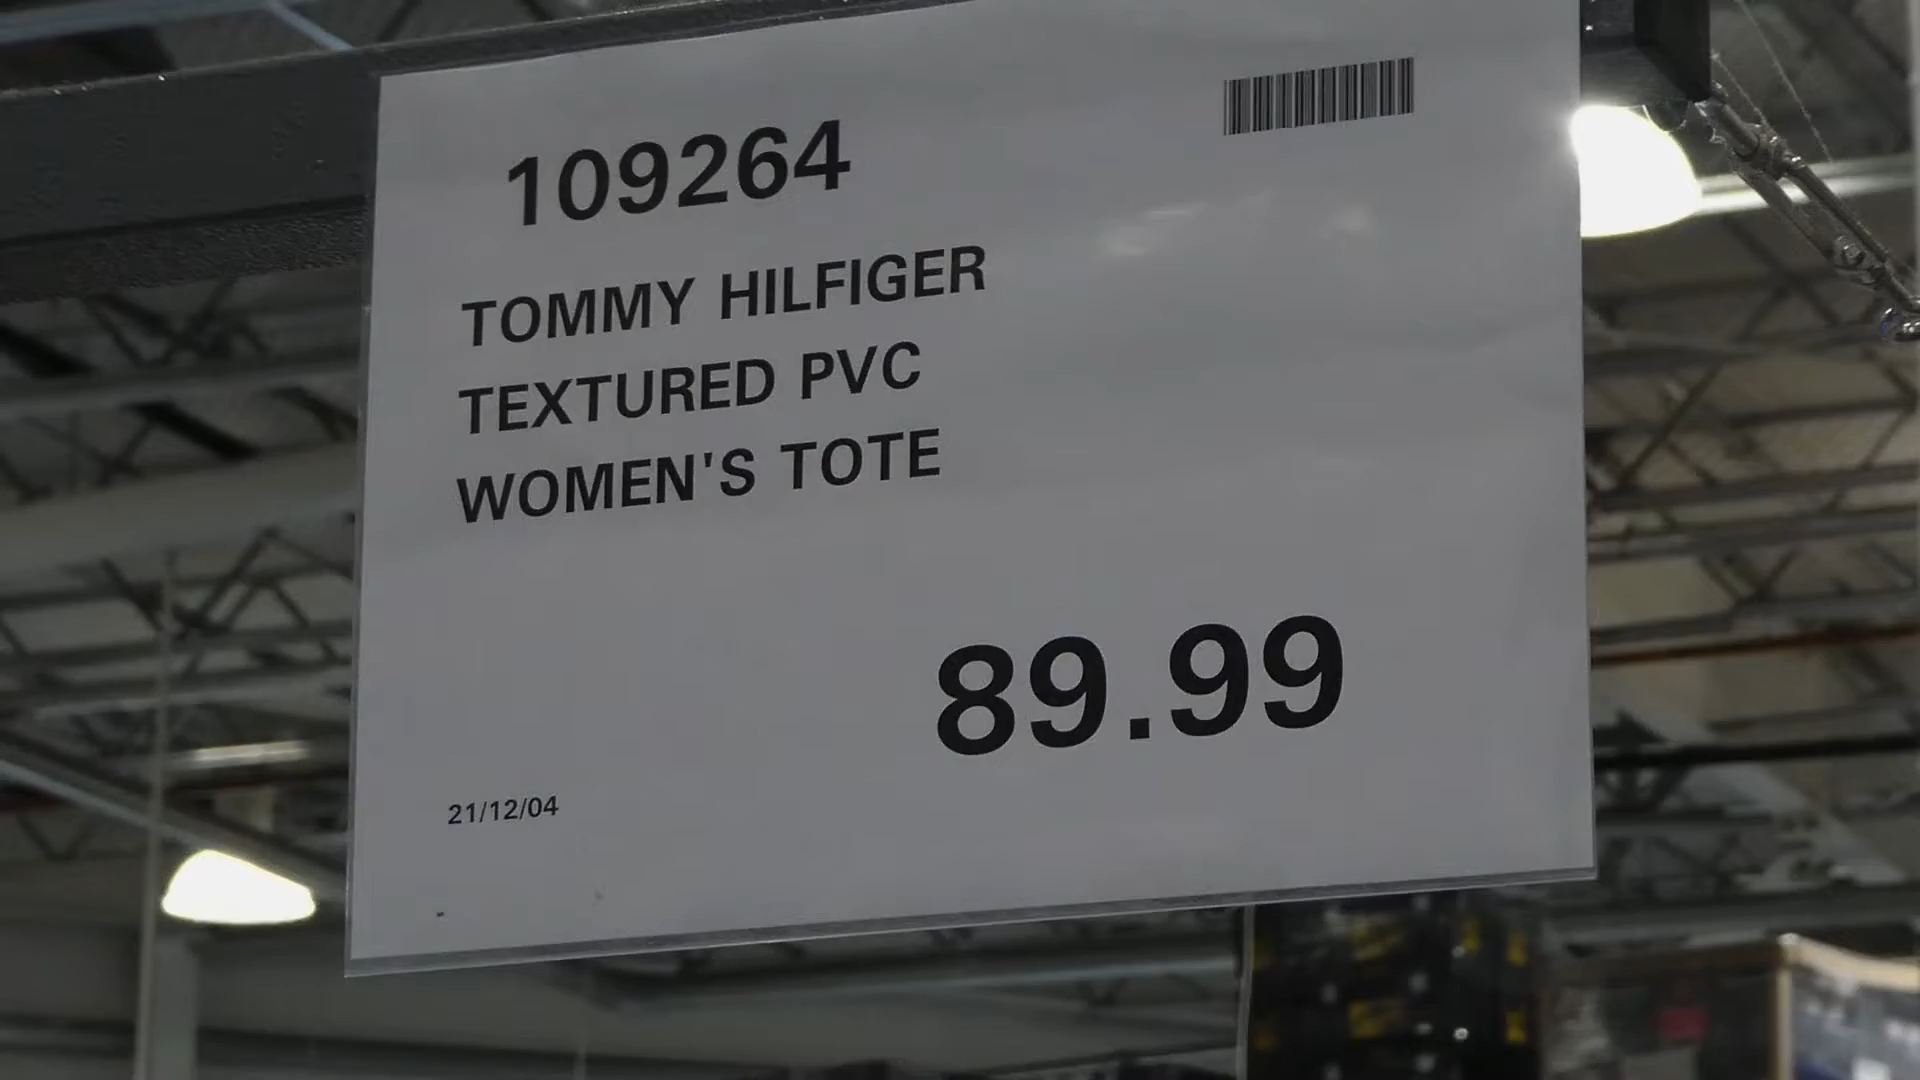 109264
TOMMY HILFIGER
TEXTURED PVC
WOMEN'S TOTE
89.99
21/12/04